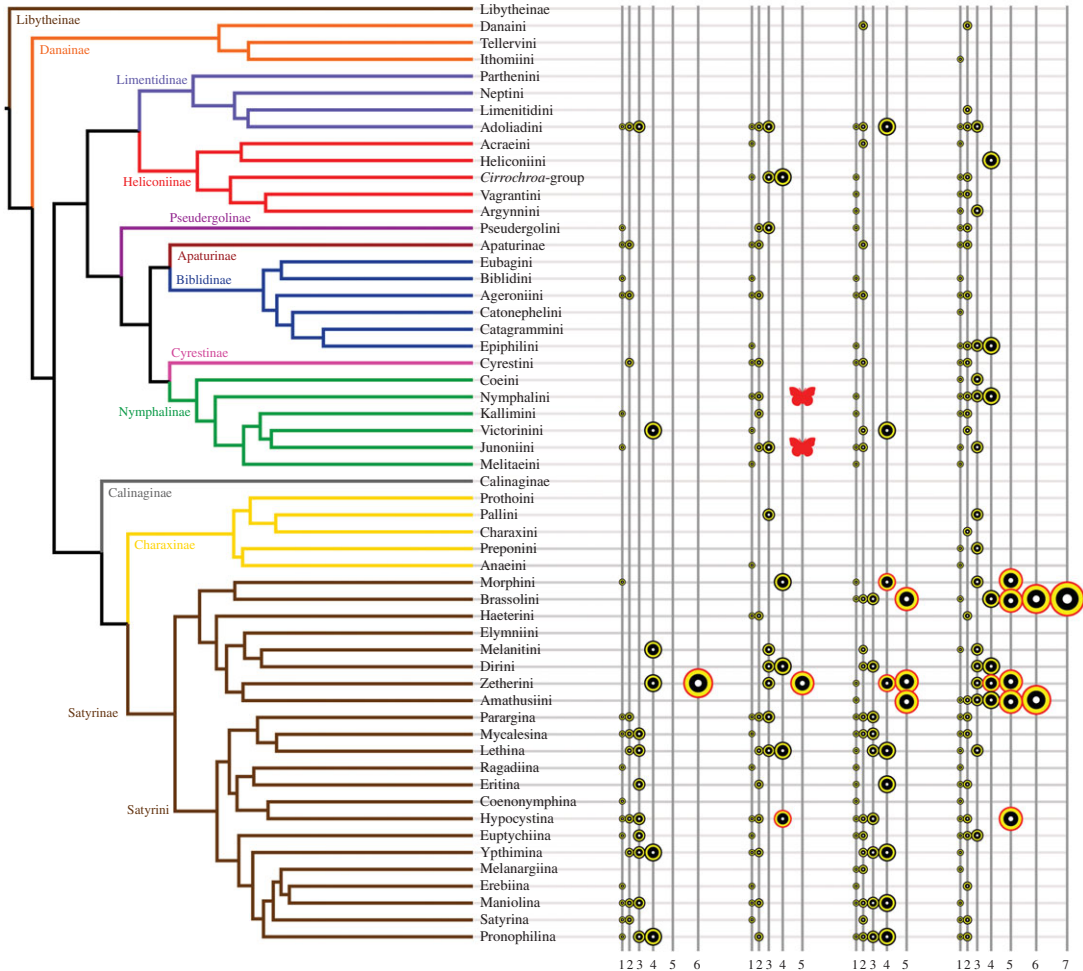 Libytheinae
Libytheinae
Danaini
Danainae
Tellervini
Ithomiini
Limentidinae
Parthenini
Neptini
Limenitidini
Adoliadini
Acraeini
Heliconiini
Heliconiinae
Cirrochroa-group
Vagrantini
Argynnini
Pseudergolinae
Pseudergolini
Apaturinae
Apaturinae
Eubagini
Biblidinae
Biblidini
Ageroniini
Catonephelini
Catagrammini
Epiphilini
Cyrestinae
Cyrestini
Coeini
Nymphalini
Nymphalinae
Kallimini
Victorinini
Junoniini
Melitaeini
Calinaginae
Calinaginae
Prothoini
Pallini
Charaxini
Charaxinae
Preponini
Anaeini
Morphini
Brassolini
Haeterini
Elymniini
Melanitini
Dirini
Zetherini
Amathusiini
Satyrinae
Parargina
Mycalesina
Lethina
Ragadiina
Eritina
Coenonymphina
Satyrini
Hypocystina
Euptychiina
Ypthimina
Melanargiina
Erebiina
Maniolina
Satyrina
Pronophilina
1 2 3 4 5 6 1 2 3 4 5 1 2 3 4 5 1 2 3 4 5 6 7